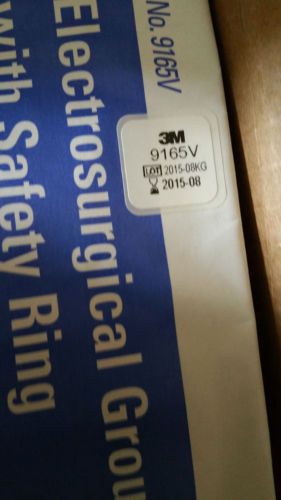 No. 9165V
Electrosurgical Grou
with Safety Ring
3M
9165V
LOT 2015-08KG
2015-08